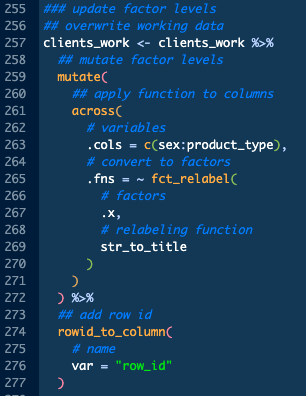 255 ### update factor levels
256 ## overwrite working data
257 clients_work <- clients_work %>%
258 ## mutate factor levels
259 mutate(
260 ## apply function to columns
261 across(
262 # variables
263 .cols = c(sex:product_type),
264 # convert to factors
265 .fns = ~ fct_relabel(
266 # factors
267 .x,
268 # relabeling function
269 str_to_title
270 )
271 )
272 ) %>%
273 ## add row id
274 rowid_to_column(
275 # name
276 var = "row_id"
277 )